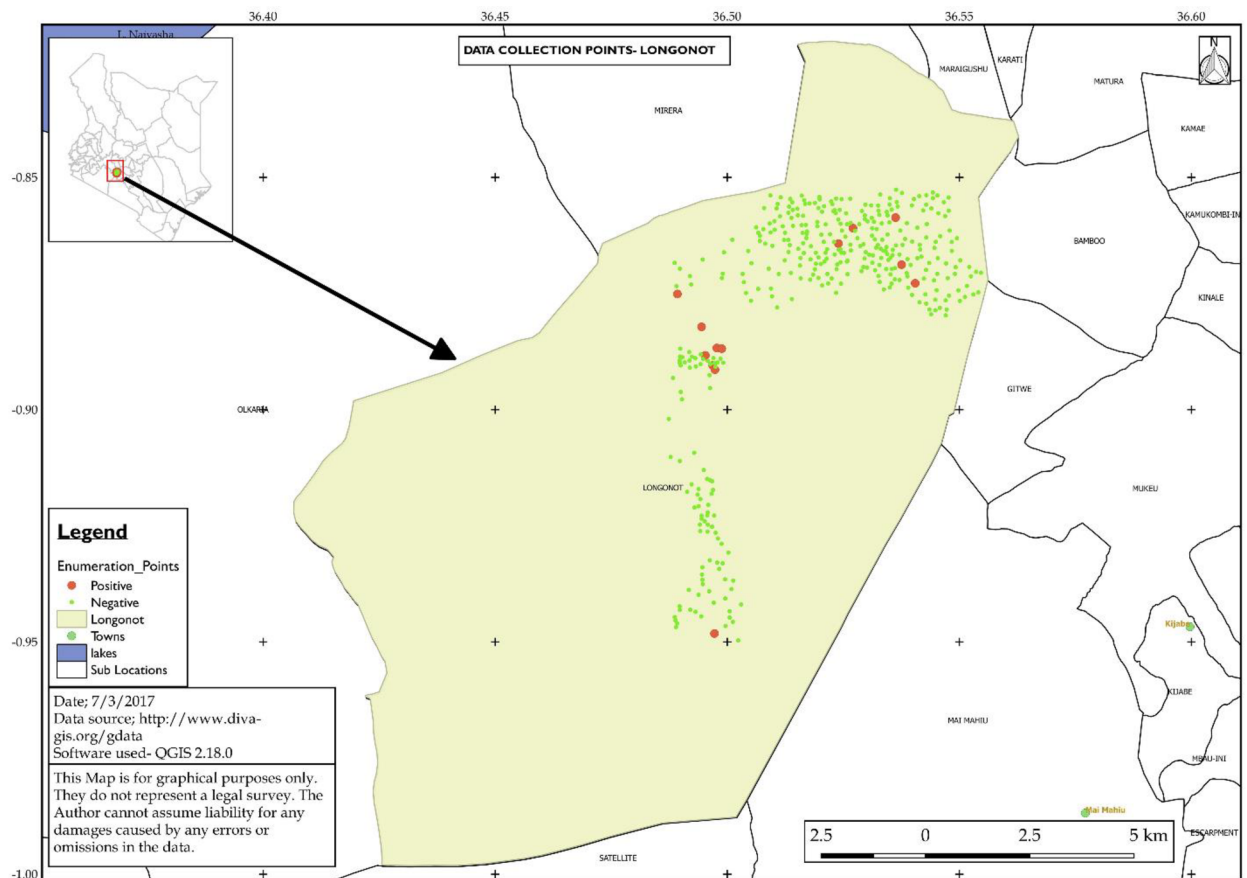 36.40 36.45 36.50 36.55 36.60
L. Naivasha
DATA COLLECTION POINTS- LONGONOT
N
MARAIGUSHU
KARATI
MATURA
MIRERA
KAMAE
-0.85
KAMUKOMBI-IN
BAMBOO
KINALE
GITWE
-0.90
OLKARIA
LONGONOT
MUKEU
Legend
Enumeration_Points
Positive
Negative
Longonot
Towns
lakes
Sub Locations
-0.95
Kijabe
KIJABE
Date; 7/3/2017
Data source; http://www.diva-
gis.org/gdata
Software used- QGIS 2.18.0
MAI MAHIU
MBAU-INI
This Map is for graphical purposes only.
They do not represent a legal survey. The
Author cannot assume liability for any
damages caused by any errors or
omissions in the data.
Mai Mahiu
2.5 0 2.5 5 km
ESCARPMENT
SATELLITE
-1.00